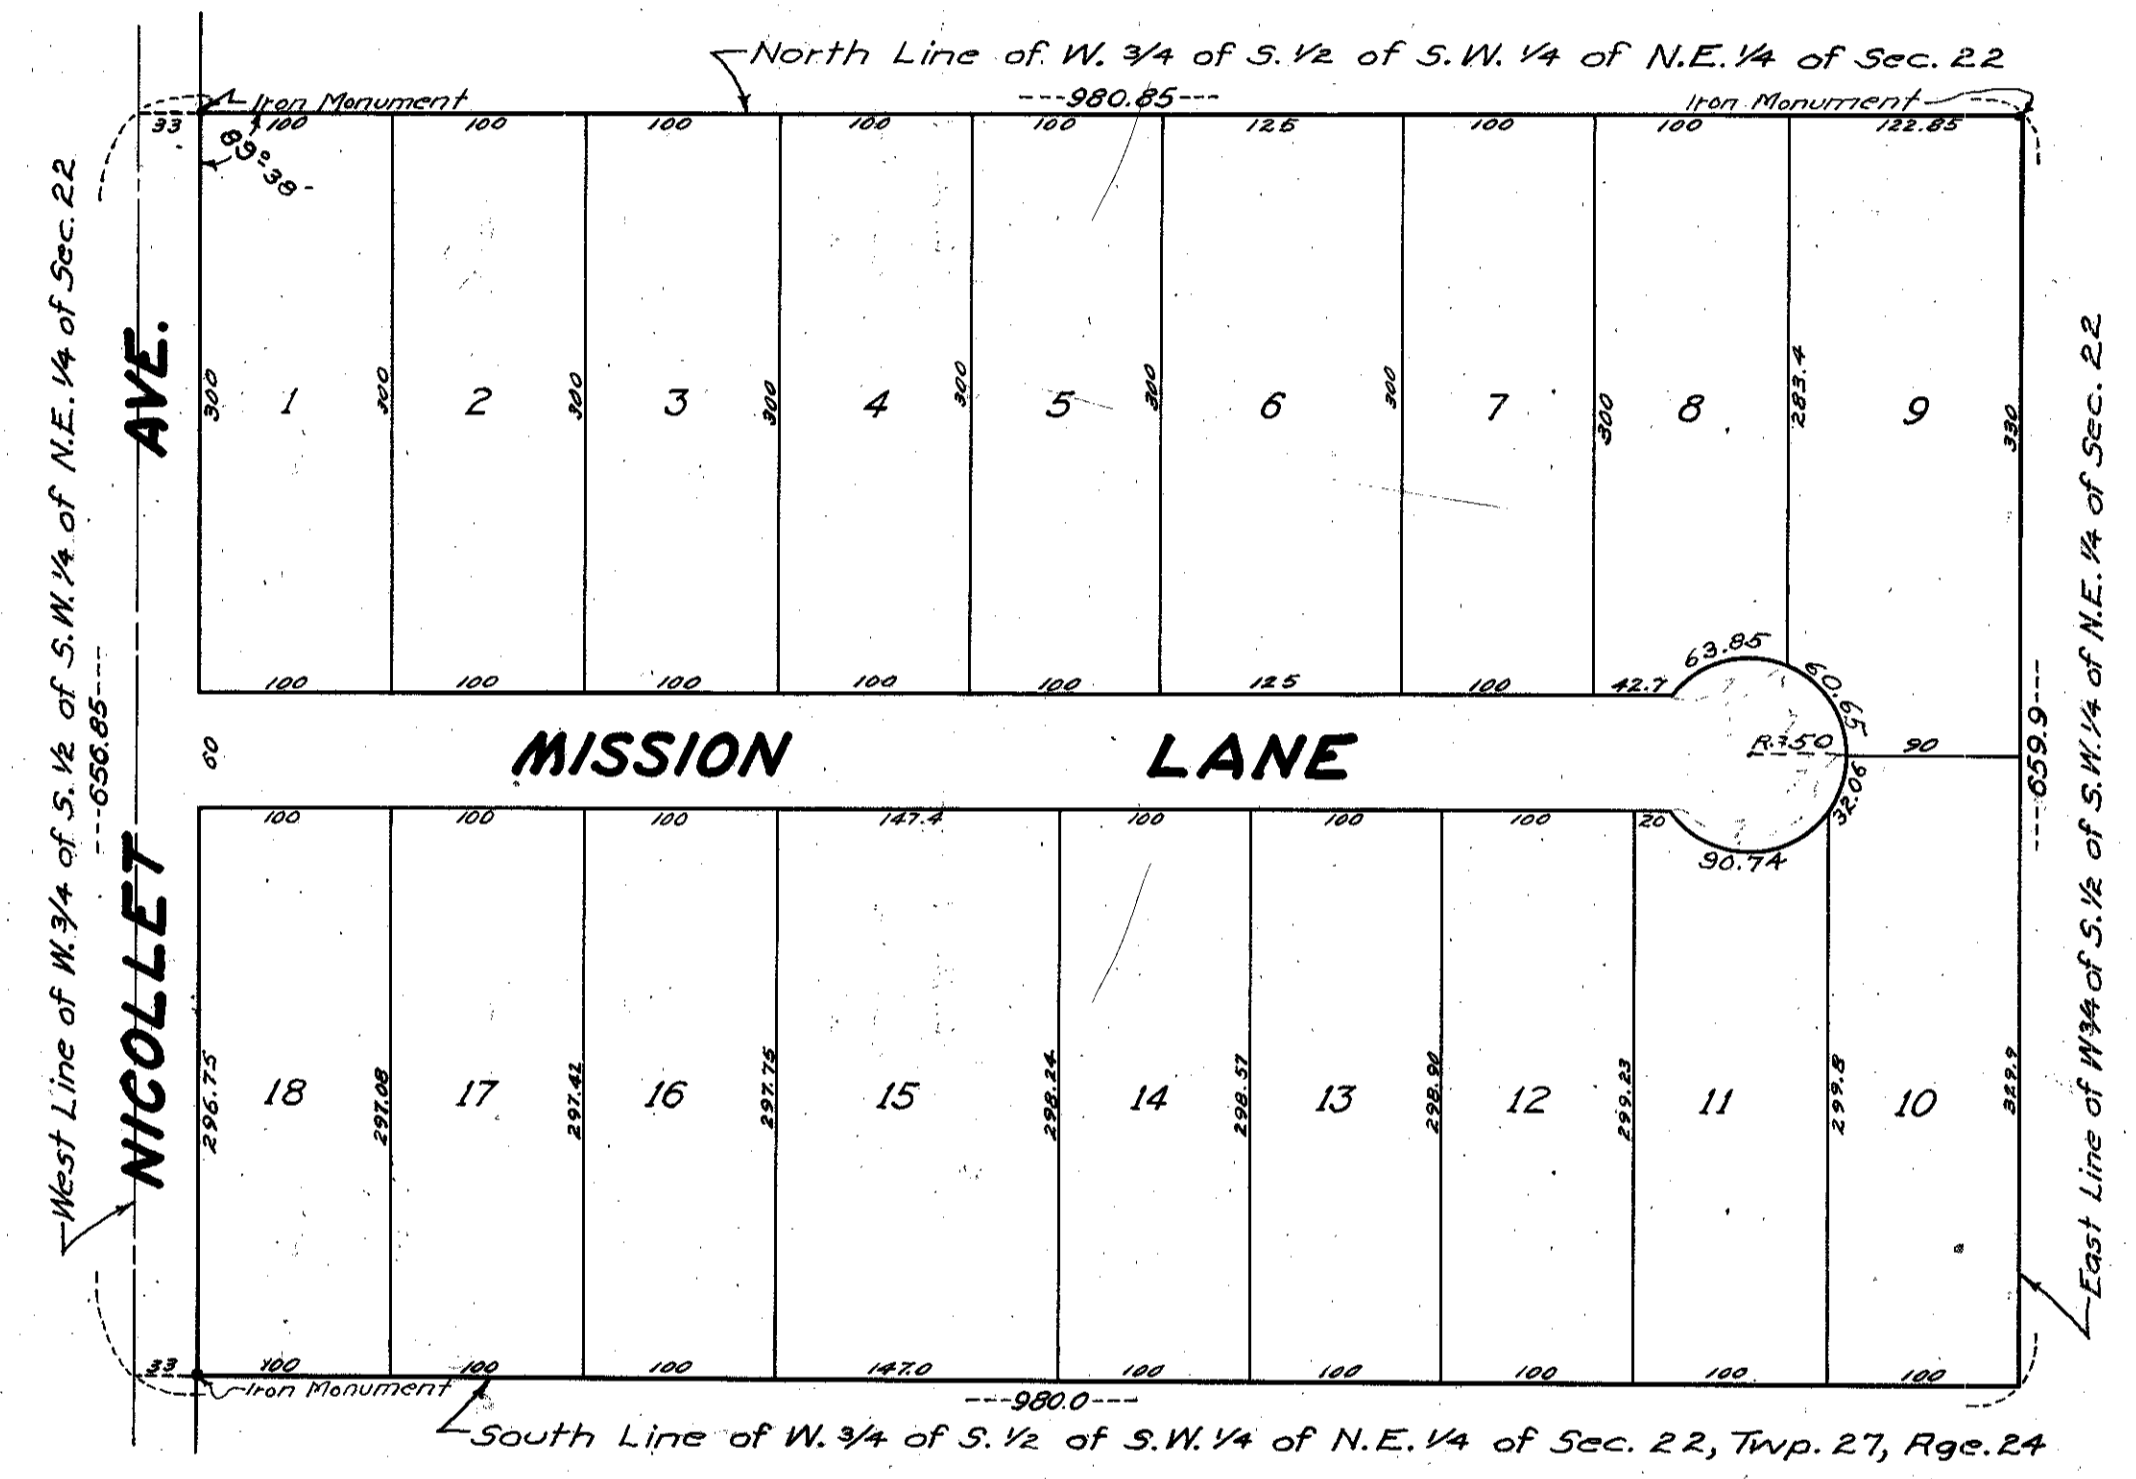 North Line of W. 3/4 of S. 1/2 of S.W. 1/4 of N.E. 1/4 of Sec. 22
---980.85---
Iron Monument
Iron Monument
33 100 100 100 100 100 125 100 100 122.85
89°-38'
West Line of W. 3/4 of S. 1/2 of S.W. 1/4 of N.E. 1/4 of Sec. 22
---656.85---
NICOLLET AVE.
300 1 300 2 300 3 300 4 300 5 300 6 300 7 300 8 283.4 9 330
100 100 100 100 100 125 100 42.7 63.85 60.65
60
MISSION LANE
R.=50 90
---659.9---
East Line of W 3/4 of S. 1/2 of S.W. 1/4 of N.E. 1/4 of Sec. 22
100 100 100 147.4 100 100 100 20 90.74 32.06
296.75 18 297.08 17 297.42 16 297.75 15 298.24 14 298.57 13 298.90 12 299.23 11 299.8 10 329.9
33 100 100 100 147.0 100 100 100 100 100
Iron Monument
---980.0---
South Line of W. 3/4 of S. 1/2 of S.W. 1/4 of N.E. 1/4 of Sec. 22, Twp. 27, Rge. 24